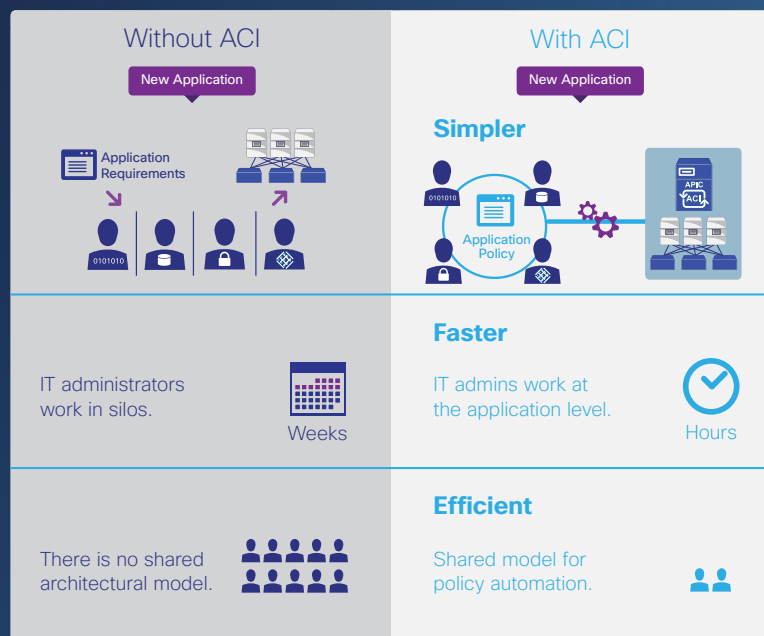 Without ACI
New Application
Application
Requirements
0101010
IT administrators
work in silos.
Weeks
There is no shared
architectural model.
With ACI
New Application
Simpler
0101010
Application
Policy
APIC
ACI
Faster
IT admins work at
the application level.
Hours
Efficient
Shared model for
policy automation.